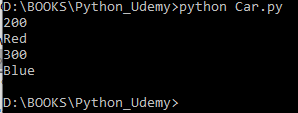 D:\BOOKS\Python_Udemy>python Car.py
200
Red
300
Blue
D:\BOOKS\Python_Udemy>